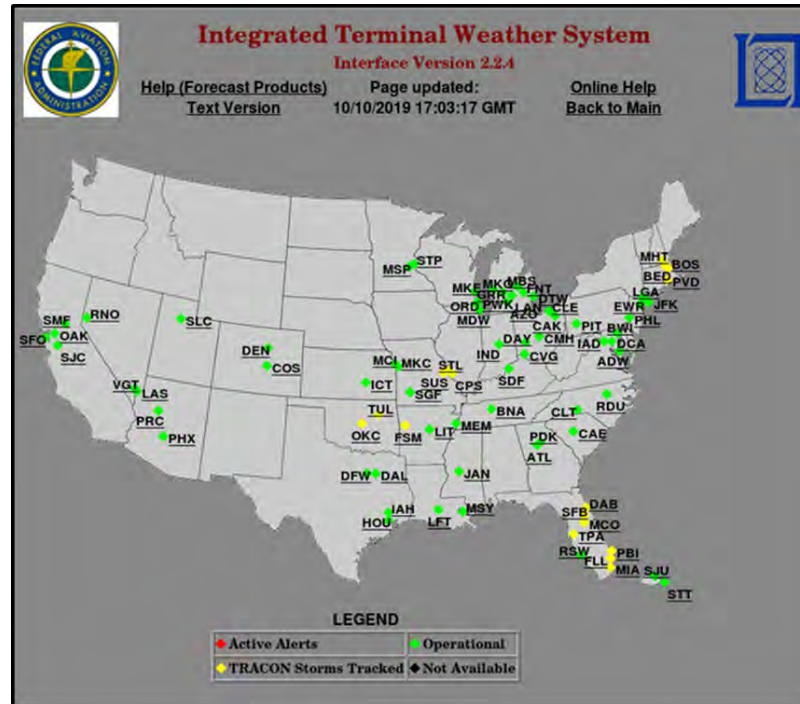 FEDERAL AVIATION
ADMINISTRATION
Integrated Terminal Weather System
Interface Version 2.2.4
Help (Forecast Products) Page updated: Online Help
Text Version 10/10/2019 17:03:17 GMT Back to Main
MHT
BOS
BED
PVD
STP
MSP
MKE MKG MBS FNT
GRR
ORD PWK LAN DTW CLE
MDW AZO
LGA
EWR JFK
SMF RNO
SLC
CAK PIT BWI PHL
SFO OAK
SJC
DEN
COS
IND DAY CMH IAD DCA
CVG ADW
MCI MKC STL
SUS CPS SDF
VGT LAS
ICT SGF
PRC
PHX
TUL
OKC FSM LIT MEM BNA CLT RDU
PDK CAE
ATL
DFW DAL JAN
IAH
HOU LFT MSY
DAB
SFB
MCO
TPA
RSW PBI
FLL MIA SJU
STT
LEGEND
Active Alerts Operational
TRACON Storms Tracked Not Available